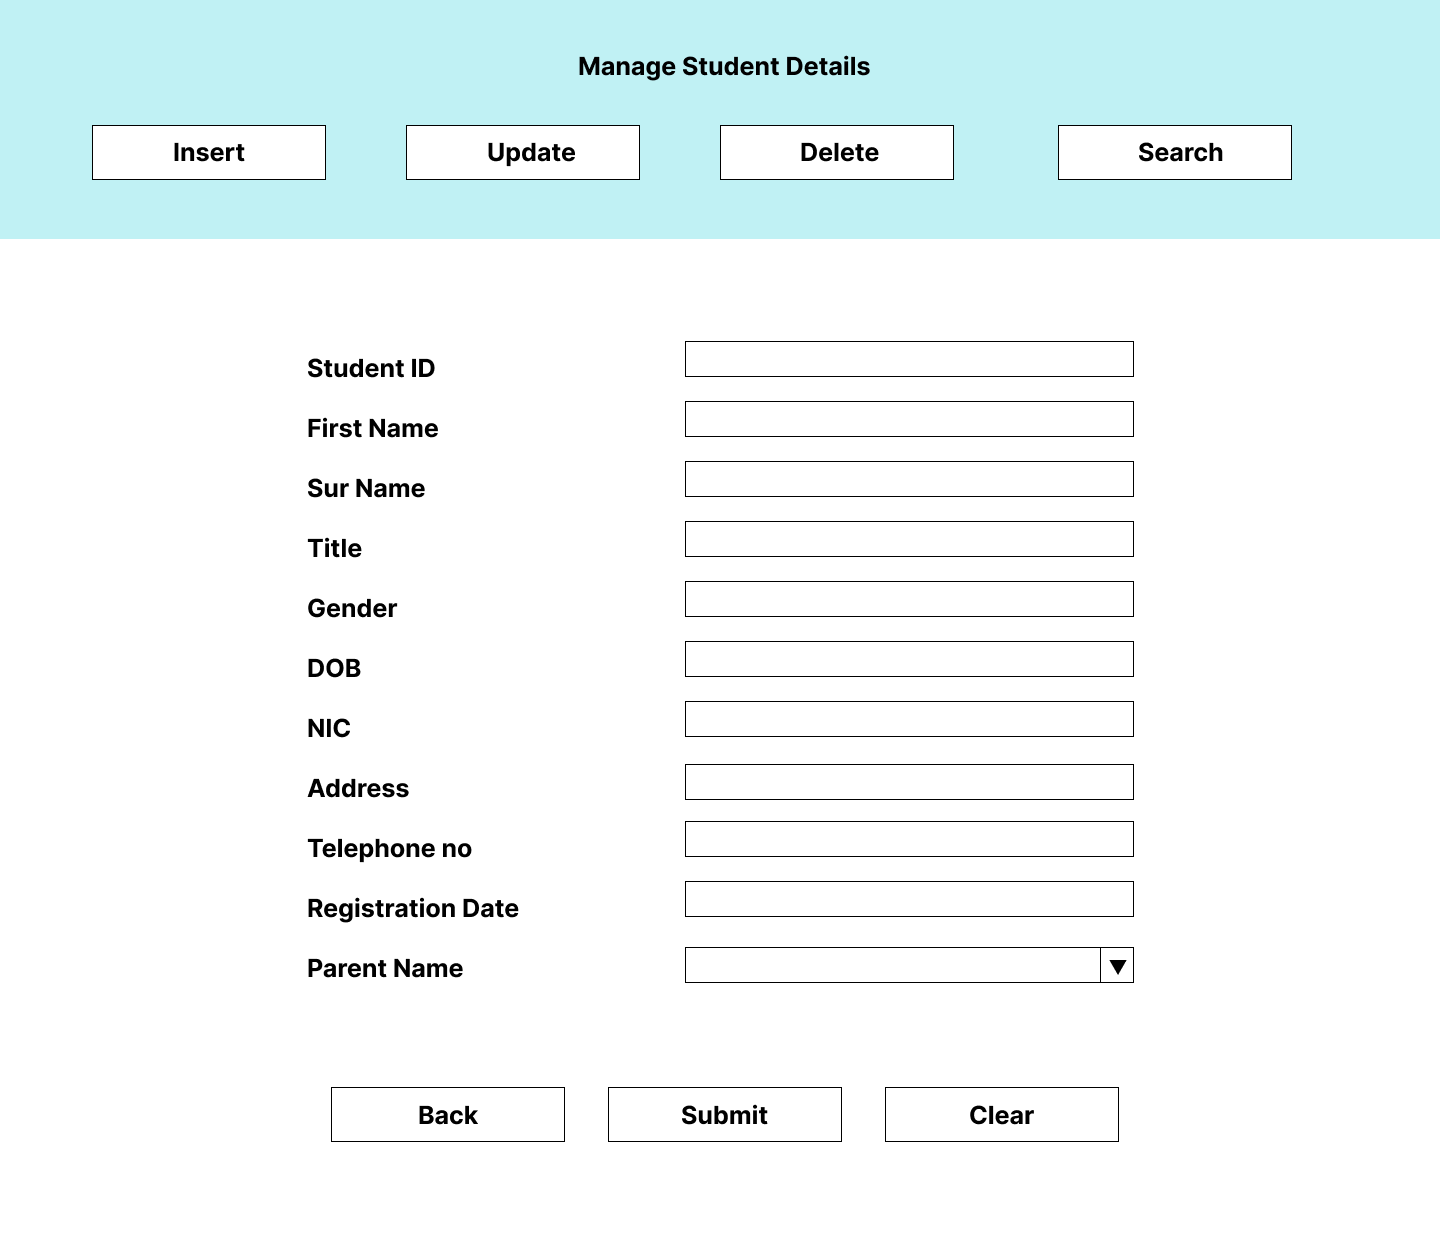 Manage Student Details
Insert Update Delete Search
Student ID
First Name
Sur Name
Title
Gender
DOB
NIC
Address
Telephone no
Registration Date
Parent Name
Back Submit Clear